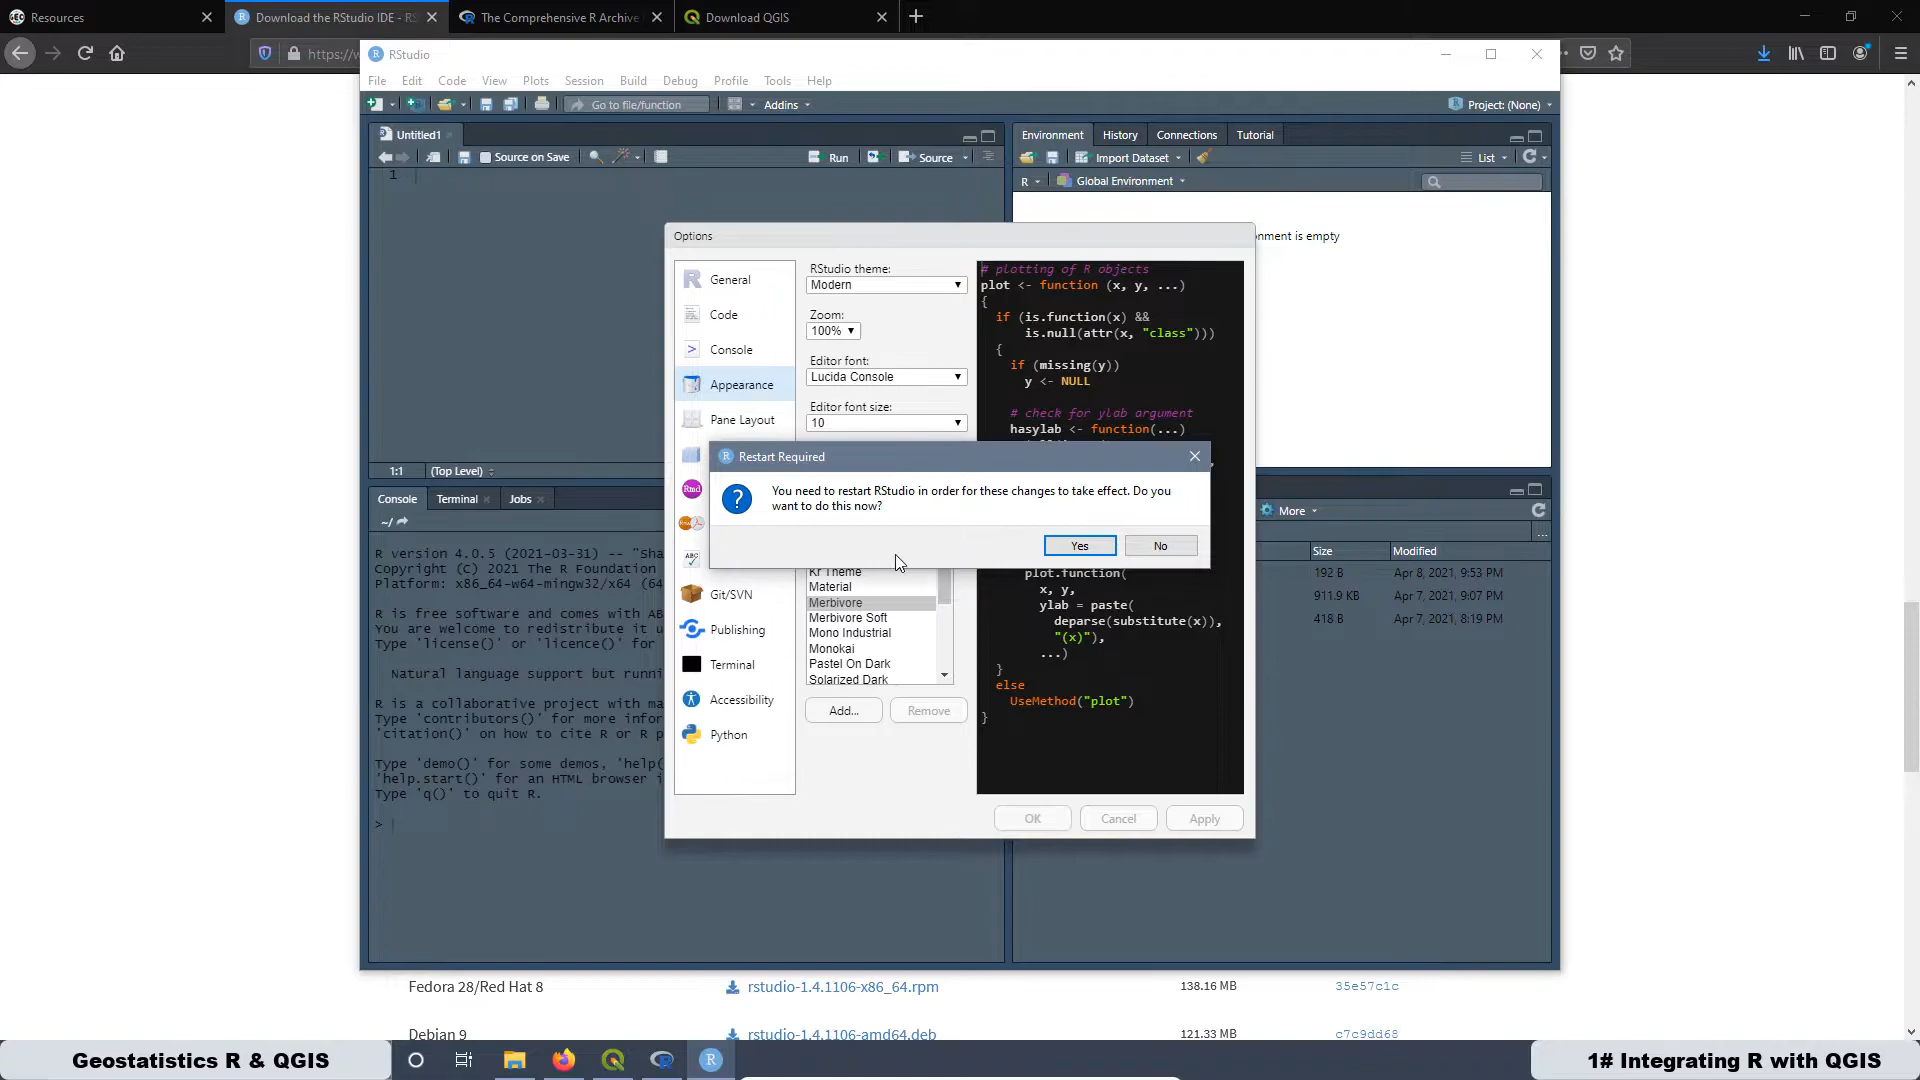 Resources
Download the RStudio IDE - RS
The Comprehensive R Archive
Download QGIS
https://w
RStudio
File Edit Code View Plots Session Build Debug Profile Tools Help
Go to file/function
Addins
Project: (None)
Untitled1
Source on Save
Run
Source
1
1:1
(Top Level)
Environment History Connections Tutorial
Import Dataset
List
R
Global Environment
nment is empty
Options
General
Code
Console
Appearance
Pane Layout
Rmd
ABC
Git/SVN
Publishing
Terminal
Accessibility
Python
RStudio theme:
Modern
Zoom:
100%
Editor font:
Lucida Console
Editor font size:
10
Kr Theme
Material
Merbivore
Merbivore Soft
Mono Industrial
Monokai
Pastel On Dark
Solarized Dark
Add...
Remove
# plotting of R objects
plot <- function (x, y, ...)
{
if (is.function(x) &&
is.null(attr(x, "class")))
{
if (missing(y))
y <- NULL
# check for ylab argument
hasylab <- function(...)
plot.function(
x, y,
ylab = paste(
deparse(substitute(x)),
"(x)"),
...)
}
else
UseMethod("plot")
}
OK
Cancel
Apply
Restart Required
You need to restart RStudio in order for these changes to take effect. Do you
want to do this now?
Yes
No
Console Terminal Jobs
~/
R version 4.0.5 (2021-03-31) -- "Sha
Copyright (C) 2021 The R Foundation
Platform: x86_64-w64-mingw32/x64 (64
R is free software and comes with AB
You are welcome to redistribute it u
Type 'license()' or 'licence()' for
Natural language support but runni
R is a collaborative project with ma
Type 'contributors()' for more infor
'citation()' on how to cite R or R p
Type 'demo()' for some demos, 'help(
'help.start()' for an HTML browser i
Type 'q()' to quit R.
>
More
Size Modified
192 B Apr 8, 2021, 9:53 PM
911.9 KB Apr 7, 2021, 9:07 PM
418 B Apr 7, 2021, 8:19 PM
Fedora 28/Red Hat 8 rstudio-1.4.1106-x86_64.rpm 138.16 MB 35e57c1c
Debian 9 rstudio-1.4.1106-amd64.deb 121.33 MB c7c9dd68
Geostatistics R & QGIS
1# Integrating R with QGIS